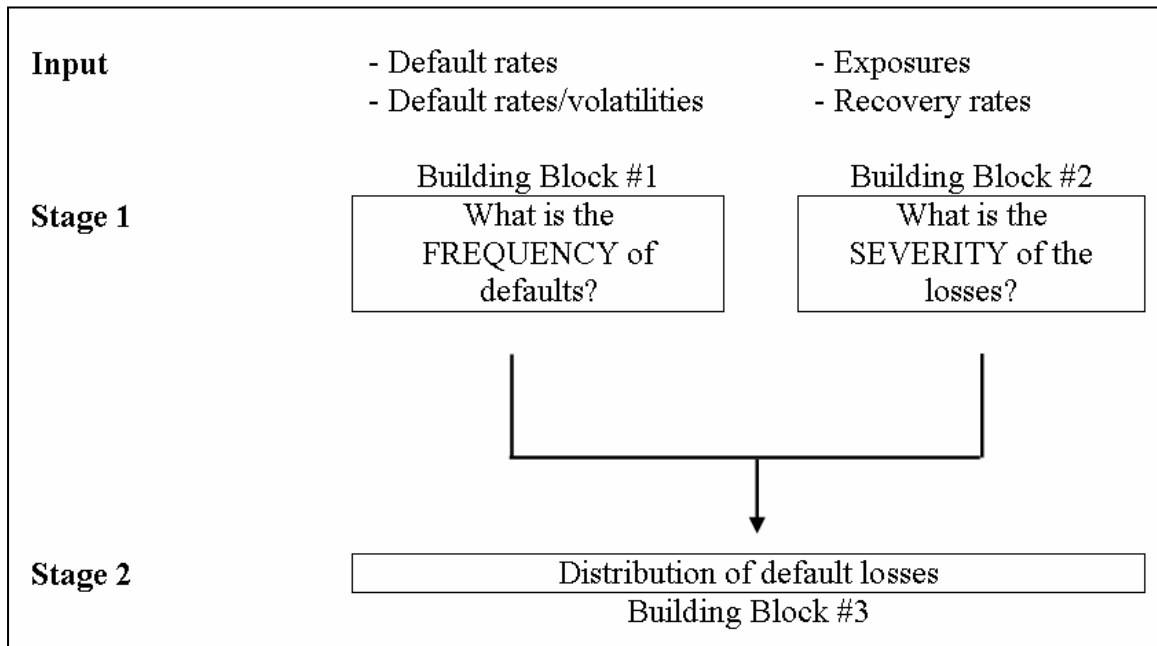 Input
- Default rates
- Default rates/volatilities
- Exposures
- Recovery rates
Stage 1
Building Block #1
What is the
FREQUENCY of
defaults?
Building Block #2
What is the
SEVERITY of the
losses?
Stage 2
Distribution of default losses
Building Block #3